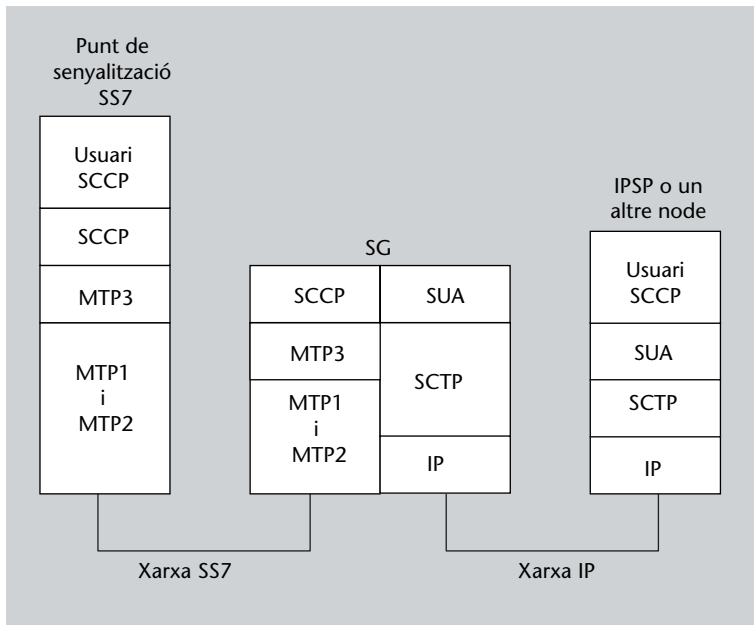 Punt de
senyalització
SS7
Usuari
SCCP
SCCP
MTP3
MTP1
i
MTP2
SG
SCCP
SUA
MTP3
SCTP
MTP1
i
MTP2
IP
IPSP o un
altre node
Usuari
SCCP
SUA
SCTP
IP
Xarxa SS7
Xarxa IP